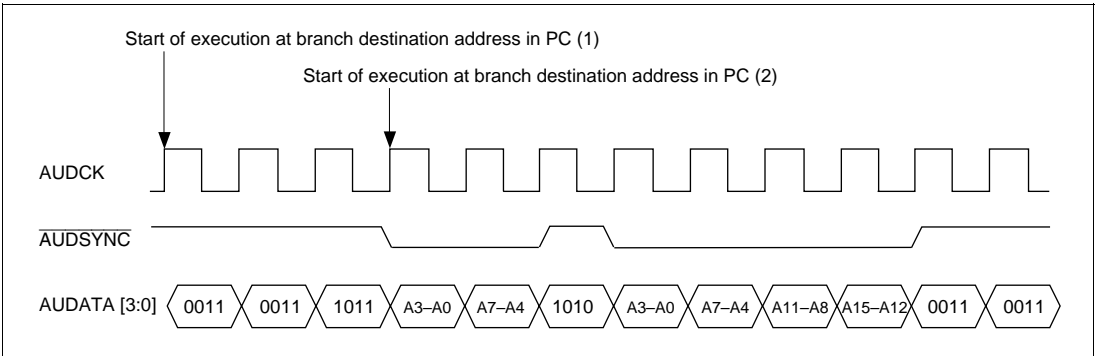 Start of execution at branch destination address in PC (1)
Start of execution at branch destination address in PC (2)
AUDCK
AUDSYNC
AUDATA [3:0] 0011 0011 1011 A3–A0 A7–A4 1010 A3–A0 A7–A4 A11–A8 A15–A12 0011 0011